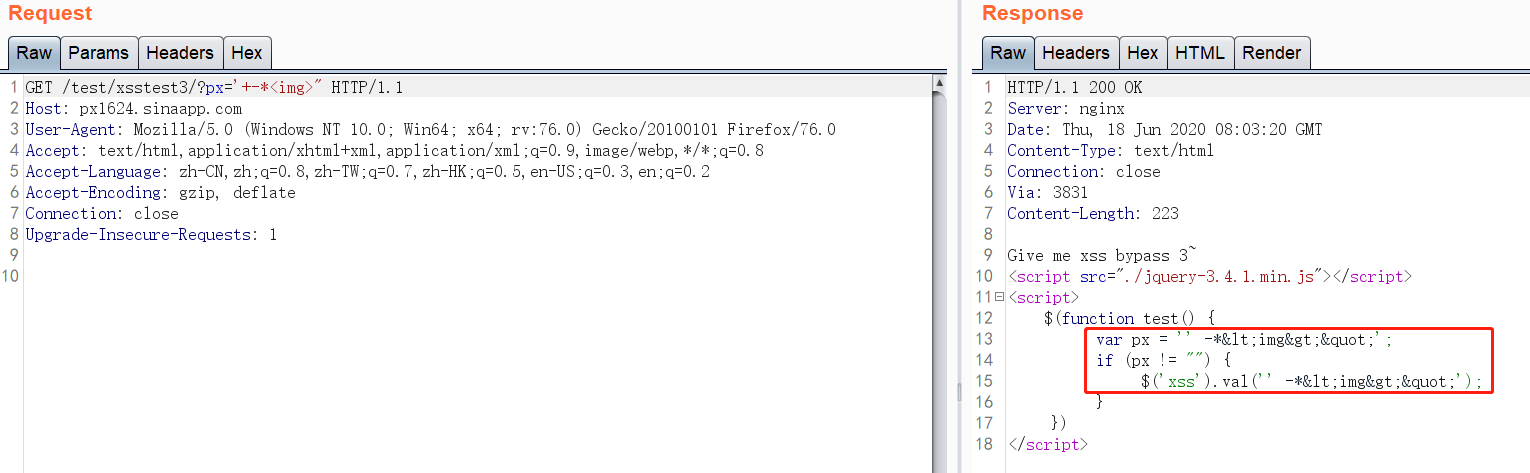 Request
Raw Params Headers Hex
1 GET /test/xsstest3/?px='+-*<img>" HTTP/1.1
2 Host: px1624.sinaapp.com
3 User-Agent: Mozilla/5.0 (Windows NT 10.0; Win64; x64; rv:76.0) Gecko/20100101 Firefox/76.0
4 Accept: text/html,application/xhtml+xml,application/xml;q=0.9,image/webp,*/*;q=0.8
5 Accept-Language: zh-CN,zh;q=0.8,zh-TW;q=0.7,zh-HK;q=0.5,en-US;q=0.3,en;q=0.2
6 Accept-Encoding: gzip, deflate
7 Connection: close
8 Upgrade-Insecure-Requests: 1
9
10
Response
Raw Headers Hex HTML Render
1 HTTP/1.1 200 OK
2 Server: nginx
3 Date: Thu, 18 Jun 2020 08:03:20 GMT
4 Content-Type: text/html
5 Connection: close
6 Via: 3831
7 Content-Length: 223
8
9 Give me xss bypass 3~
10 <script src="./jquery-3.4.1.min.js"></script>
11 <script>
12 $(function test() {
13 var px = '' -*&lt;img&gt;&quot;';
14 if (px != "") {
15 $('xss').val('' -*&lt;img&gt;&quot;');
16 }
17 })
18 </script>